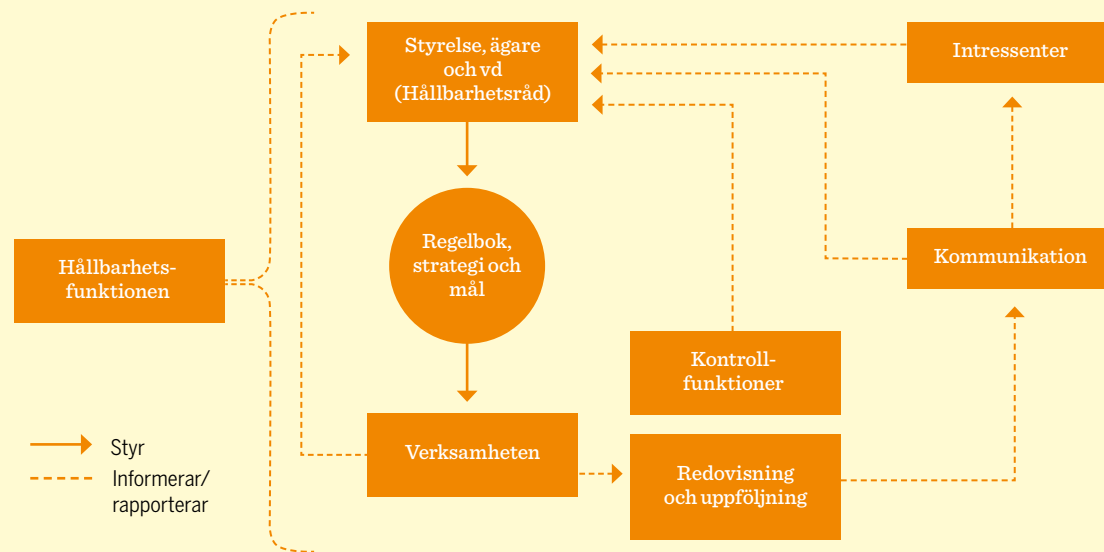 Styrelse, ägare
och vd
(Hållbarhetsråd)
Intressenter
Regelbok,
strategi och
mål
Hållbarhets-
funktionen
Kommunikation
Kontroll-
funktioner
Verksamheten
Redovisning
och uppföljning
Styr
Informerar/
rapporterar